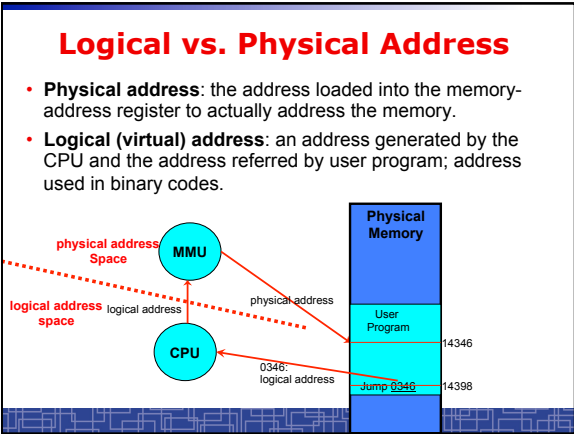 Logical vs. Physical Address
• Physical address: the address loaded into the memory-
address register to actually address the memory.
• Logical (virtual) address: an address generated by the
CPU and the address referred by user program; address
used in binary codes.
Physical
Memory
physical address
Space
MMU
logical address
space
logical address
physical address
User
Program
14346
CPU
0346:
logical address
Jump 0346
14398